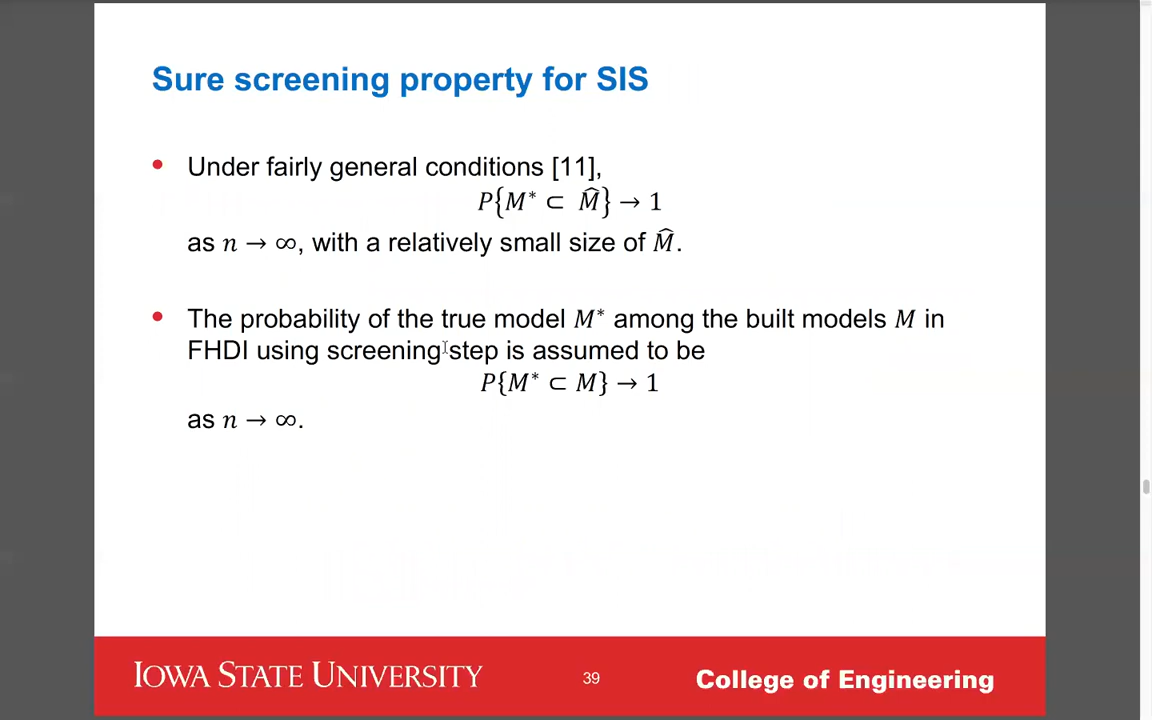 Sure screening property for SIS
• Under fairly general conditions [11],
𝑃{𝑀* ⊂ 𝑀̂} → 1
as 𝑛 → ∞, with a relatively small size of 𝑀̂.
• The probability of the true model 𝑀* among the built models 𝑀 in
FHDI using screening step is assumed to be
𝑃{𝑀* ⊂ 𝑀} → 1
as 𝑛 → ∞.
IOWA STATE UNIVERSITY
39
College of Engineering